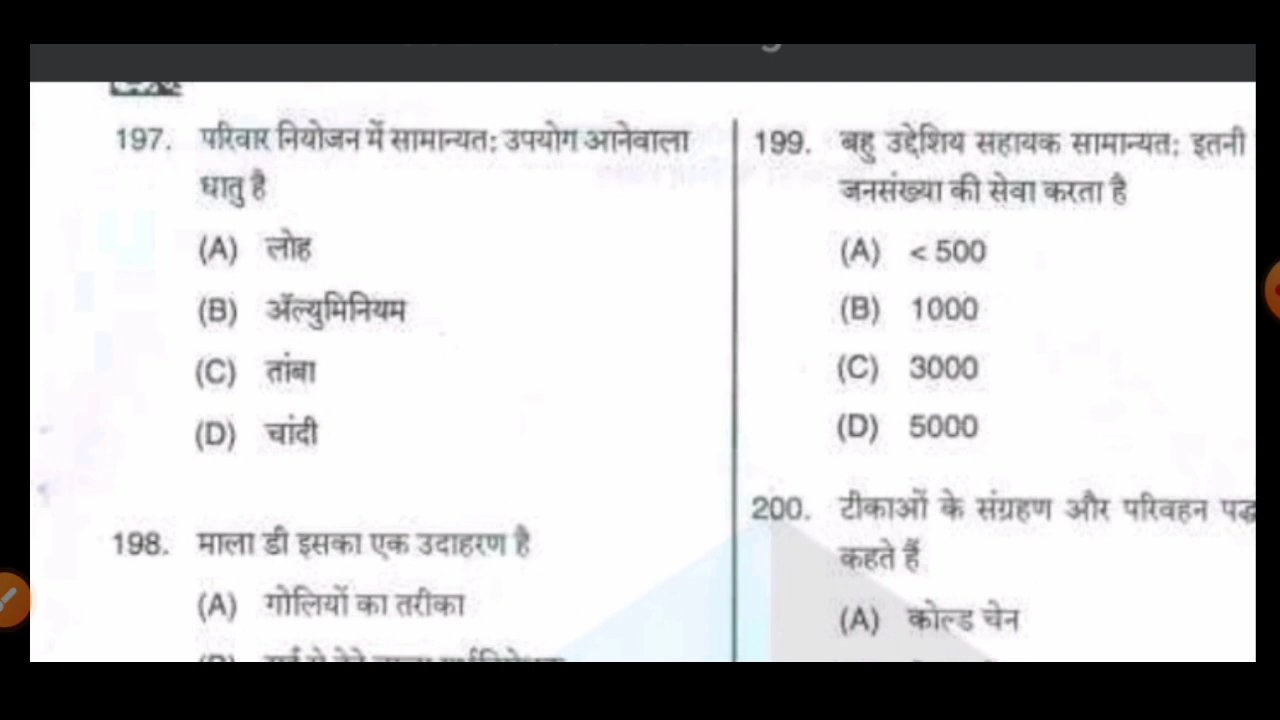 197. परिवार नियोजन में सामान्यत: उपयोग आनेवाला
धातु है
(A) लोह
(B) ॲल्युमिनियम
(C) तांबा
(D) चांदी
198. माला डी इसका एक उदाहरण है
(A) गोलियों का तरीका
199. बहु उद्देशिय सहायक सामान्यत: इतनी
जनसंख्या की सेवा करता है
(A) < 500
(B) 1000
(C) 3000
(D) 5000
200. टीकाओं के संग्रहण और परिवहन
कहते हैं
(A) कोल्ड चेन